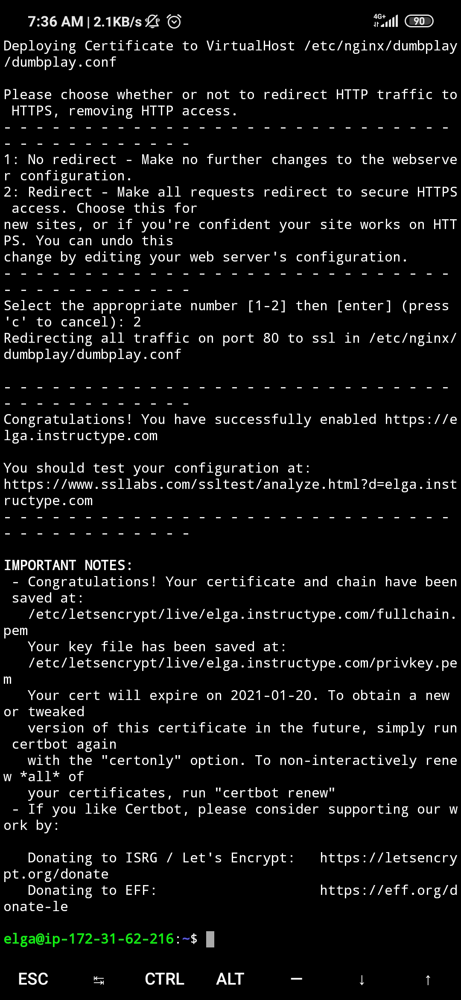 7:36 AM | 2.1KB/s 4G+ 90
Deploying Certificate to VirtualHost /etc/nginx/dumbplay
/dumbplay.conf
Please choose whether or not to redirect HTTP traffic to
 HTTPS, removing HTTP access.
- - - - - - - - - - - - - - - - - - - - - - - - - - - -
- - - - - - - - - - - -
1: No redirect - Make no further changes to the webserve
r configuration.
2: Redirect - Make all requests redirect to secure HTTPS
 access. Choose this for
new sites, or if you're confident your site works on HTT
PS. You can undo this
change by editing your web server's configuration.
- - - - - - - - - - - - - - - - - - - - - - - - - - - -
- - - - - - - - - - - -
Select the appropriate number [1-2] then [enter] (press
'c' to cancel): 2
Redirecting all traffic on port 80 to ssl in /etc/nginx/
dumbplay/dumbplay.conf
- - - - - - - - - - - - - - - - - - - - - - - - - - - -
- - - - - - - - - - - -
Congratulations! You have successfully enabled https://e
lga.instructype.com
You should test your configuration at:
https://www.ssllabs.com/ssltest/analyze.html?d=elga.inst
ructype.com
- - - - - - - - - - - - - - - - - - - - - - - - - - - -
- - - - - - - - - - - -
IMPORTANT NOTES:
 - Congratulations! Your certificate and chain have been
 saved at:
   /etc/letsencrypt/live/elga.instructype.com/fullchain.
pem
   Your key file has been saved at:
   /etc/letsencrypt/live/elga.instructype.com/privkey.pe
m
   Your cert will expire on 2021-01-20. To obtain a new
or tweaked
   version of this certificate in the future, simply run
 certbot again
   with the "certonly" option. To non-interactively rene
w *all* of
   your certificates, run "certbot renew"
 - If you like Certbot, please consider supporting our w
ork by:
   Donating to ISRG / Let's Encrypt:   https://letsencry
pt.org/donate
   Donating to EFF:                    https://eff.org/d
onate-le
elga@ip-172-31-62-216:~$
ESC ↹ CTRL ALT — ↓ ↑